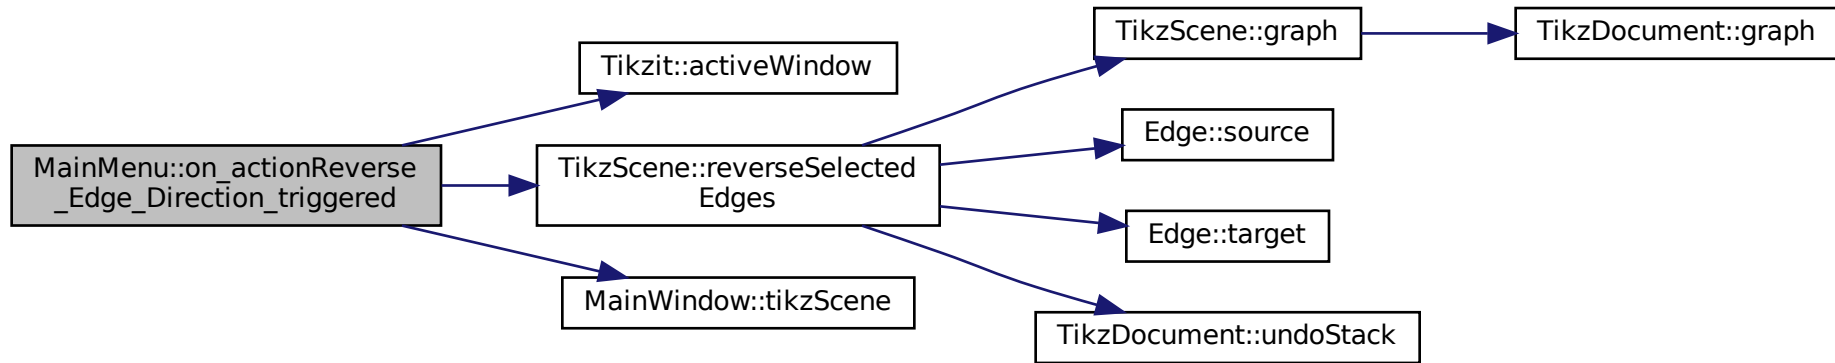 MainMenu::on_actionReverse
_Edge_Direction_triggered
Tikzit::activeWindow
TikzScene::reverseSelected
Edges
MainWindow::tikzScene
TikzScene::graph
TikzDocument::graph
Edge::source
Edge::target
TikzDocument::undoStack